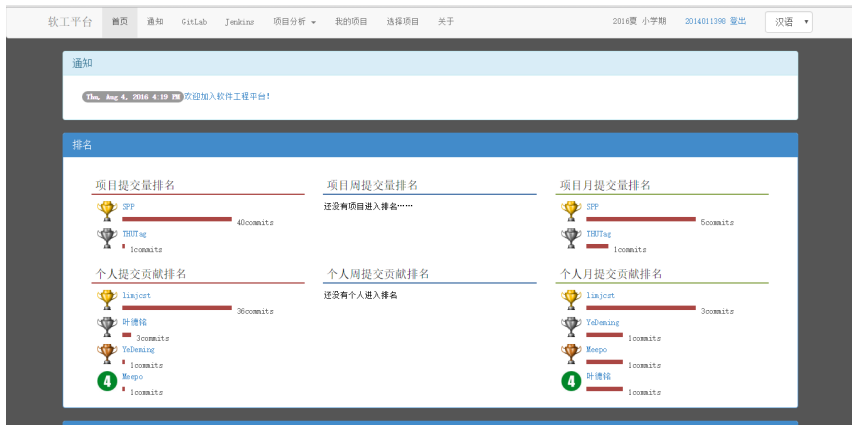 软工平台 首页 通知 GitLab Jenkins 项目分析 我的项目 选择项目 关于 2016夏 小学期 2014011398 登出 汉语
通知
Thu, Aug 4, 2016 4:19 PM 欢迎加入软件工程平台!
排名
项目提交量排名
SPP
40commits
THUTag
1commits
项目周提交量排名
还没有项目进入排名……
项目月提交量排名
SPP
5commits
THUTag
1commits
个人提交贡献排名
limjcst
36commits
叶德铭
3commits
YeDeming
1commits
4 Meepo
1commits
个人周提交贡献排名
还没有个人进入排名
个人月提交贡献排名
limjcst
3commits
YeDeming
1commits
Meepo
1commits
4 叶德铭
1commits